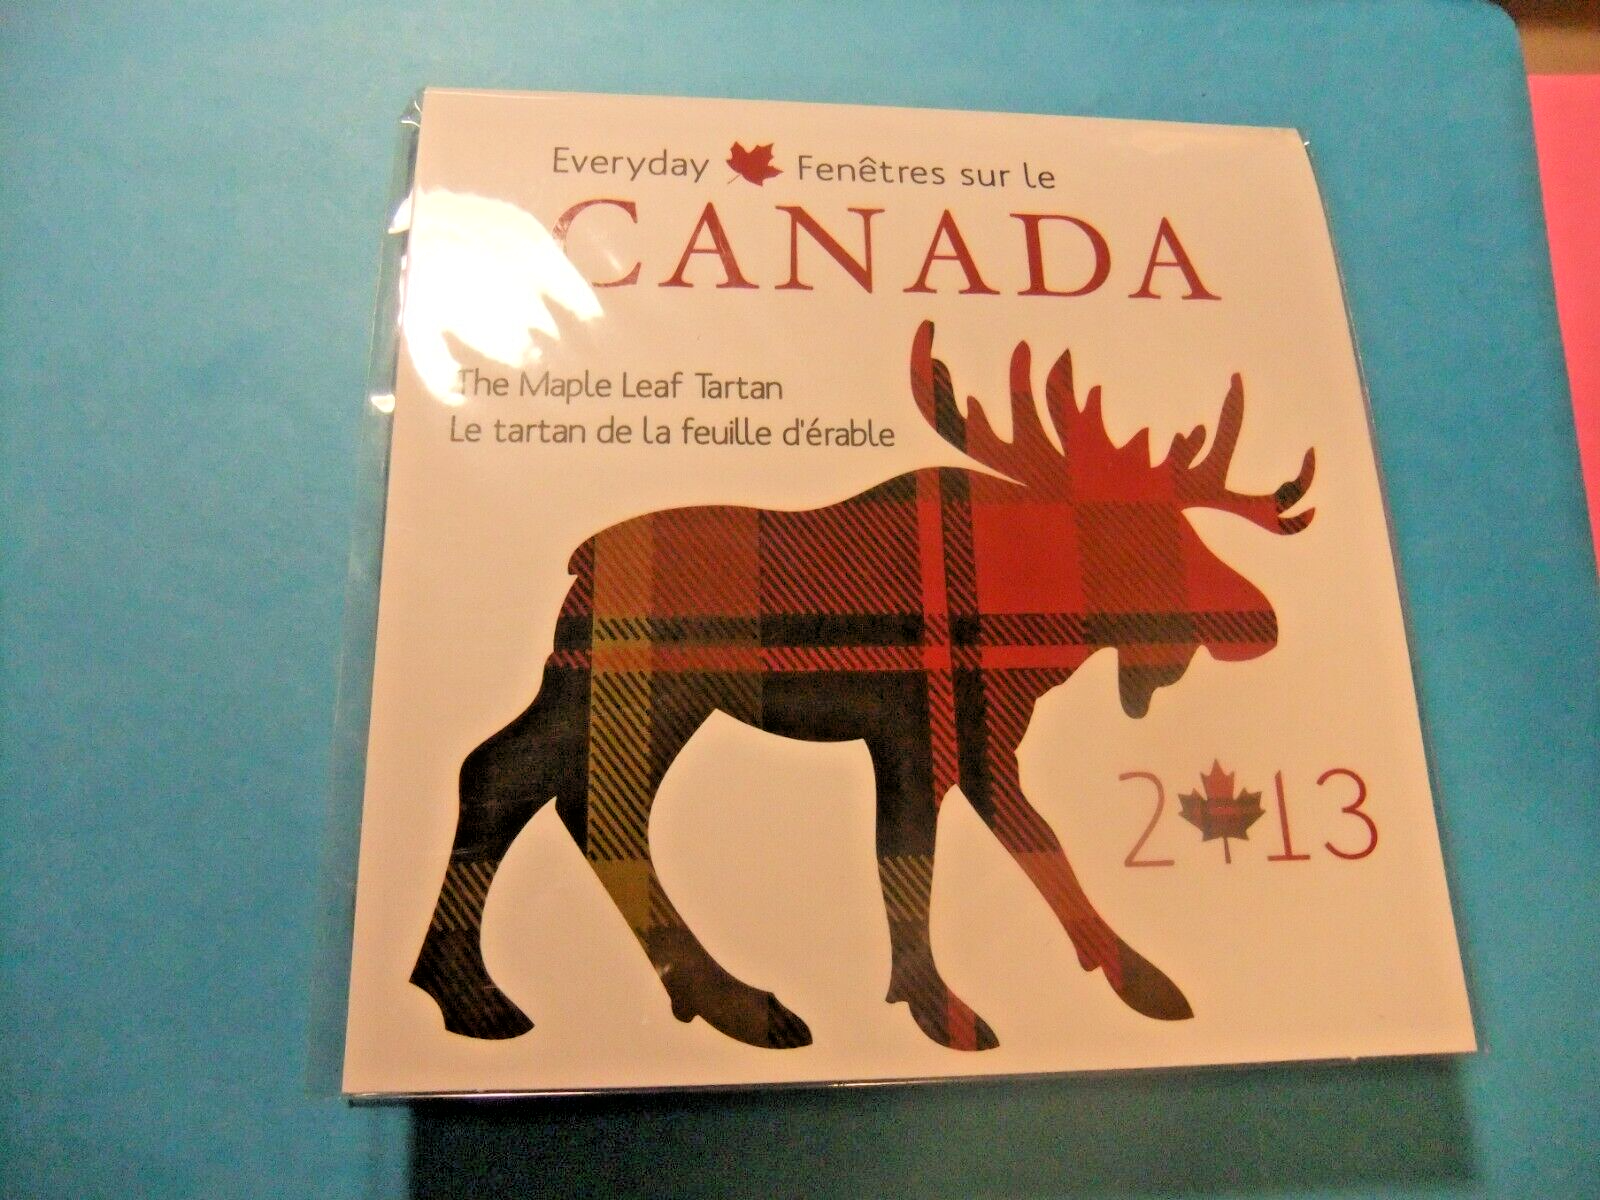 Everyday Fenêtres sur le
CANADA
The Maple Leaf Tartan
Le tartan de la feuille d'érable
2013